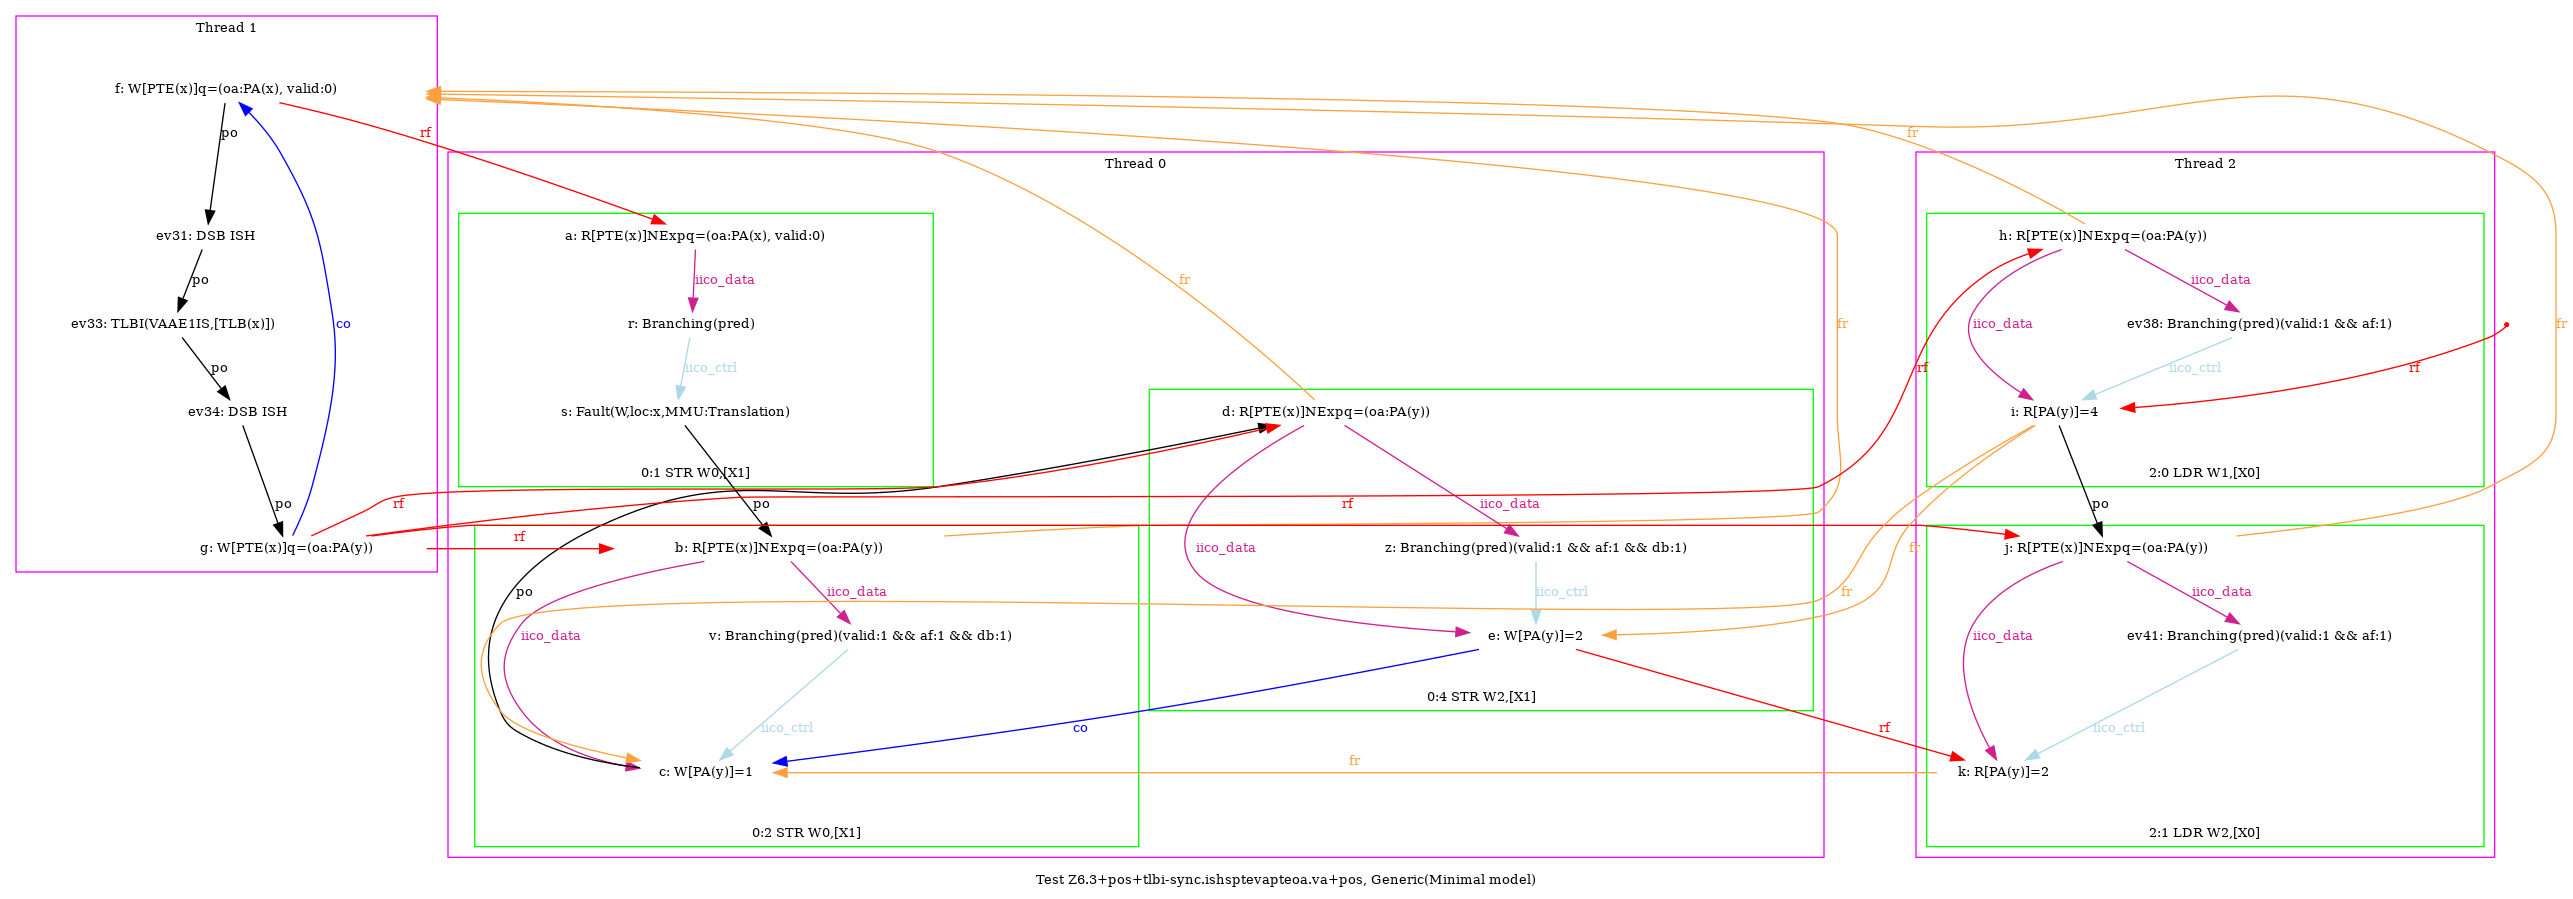 Thread 1
f: W[PTE(x)]q=(oa:PA(x), valid:0)
po
rf
fr
Thread 0
Thread 2
ev31: DSB ISH
a: R[PTE(x)]NExpq=(oa:PA(x), valid:0)
h: R[PTE(x)]NExpq=(oa:PA(y))
po
iico_data
fr
iico_data
ev33: TLBI(VAAE1IS,[TLB(x)])
co
r: Branching(pred)
fr
iico_data
ev38: Branching(pred)(valid:1 && af:1)
fr
po
iico_ctrl
rf
iico_ctrl
rf
ev34: DSB ISH
s: Fault(W,loc:x,MMU:Translation)
d: R[PTE(x)]NExpq=(oa:PA(y))
i: R[PA(y)]=4
0:1 STR W0,[X1]
2:0 LDR W1,[X0]
po
rf
po
rf
iico_data
po
rf
g: W[PTE(x)]q=(oa:PA(y))
b: R[PTE(x)]NExpq=(oa:PA(y))
iico_data
z: Branching(pred)(valid:1 && af:1 && db:1)
fr
j: R[PTE(x)]NExpq=(oa:PA(y))
po
iico_data
iico_ctrl
fr
iico_data
iico_data
v: Branching(pred)(valid:1 && af:1 && db:1)
e: W[PA(y)]=2
iico_data
ev41: Branching(pred)(valid:1 && af:1)
0:4 STR W2,[X1]
iico_ctrl
co
rf
iico_ctrl
fr
c: W[PA(y)]=1
k: R[PA(y)]=2
0:2 STR W0,[X1]
2:1 LDR W2,[X0]
Test Z6.3+pos+tlbi-sync.ishsptevapteoa.va+pos, Generic(Minimal model)